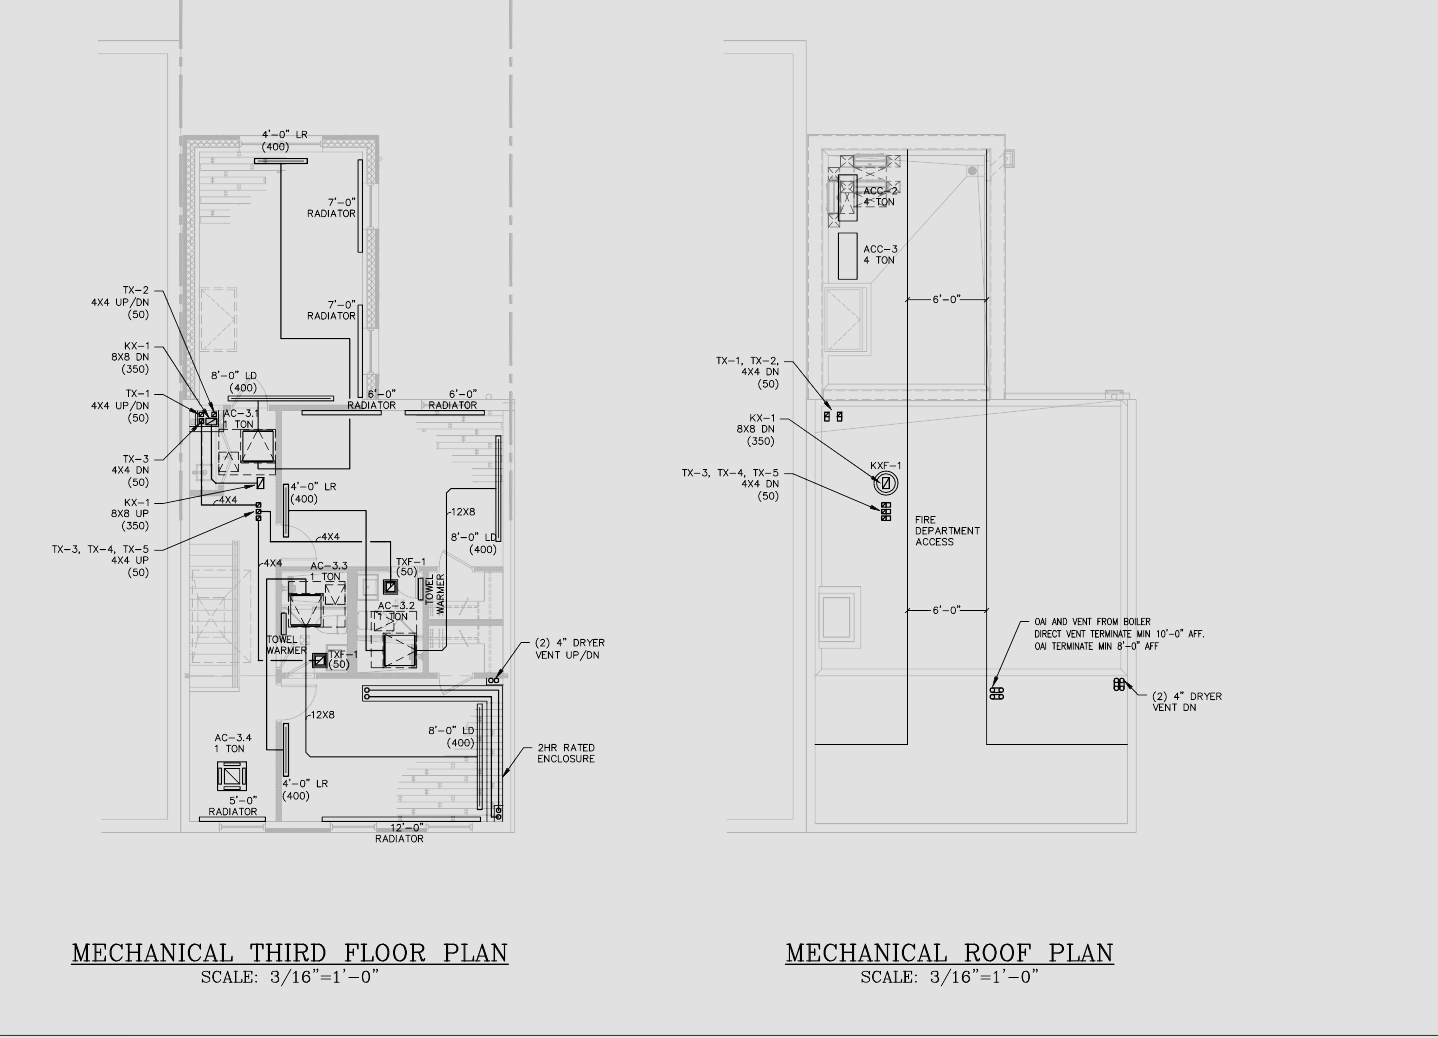 4'-0" LR
(400)
7'-0"
RADIATOR
TX-2
4X4 UP/DN
(50)
7'-0"
RADIATOR
KX-1
8X8 DN
(350)
8'-0" LD
(400)
TX-1
4X4 UP/DN
(50)
6'-0"
RADIATOR
6'-0"
RADIATOR
AC-3.1
1 TON
TX-3
4X4 DN
(50)
KX-1
8X8 UP
(350)
4X4
4'-0" LR
(400)
12X8
8'-0" LD
(400)
TX-3, TX-4, TX-5
4X4 UP
(50)
4X4
4X4
AC-3.3
1 TON
TXF-1
(50)
TOWEL
WARMER
AC-3.2
1 TON
TOWEL
WARMER
TXF-1
(50)
(2) 4" DRYER
VENT UP/DN
12X8
8'-0" LD
(400)
AC-3.4
1 TON
2HR RATED
ENCLOSURE
4'-0" LR
(400)
5'-0"
RADIATOR
12'-0"
RADIATOR
MECHANICAL THIRD FLOOR PLAN
SCALE: 3/16"=1'-0"
ACC-2
4 TON
ACC-3
4 TON
6'-0"
TX-1, TX-2,
4X4 DN
(50)
KX-1
8X8 DN
(350)
KXF-1
TX-3, TX-4, TX-5
4X4 DN
(50)
FIRE
DEPARTMENT
ACCESS
6'-0"
OAI AND VENT FROM BOILER
DIRECT VENT TERMINATE MIN 10'-0" AFF.
OAI TERMINATE MIN 8'-0" AFF
(2) 4" DRYER
VENT DN
MECHANICAL ROOF PLAN
SCALE: 3/16"=1'-0"